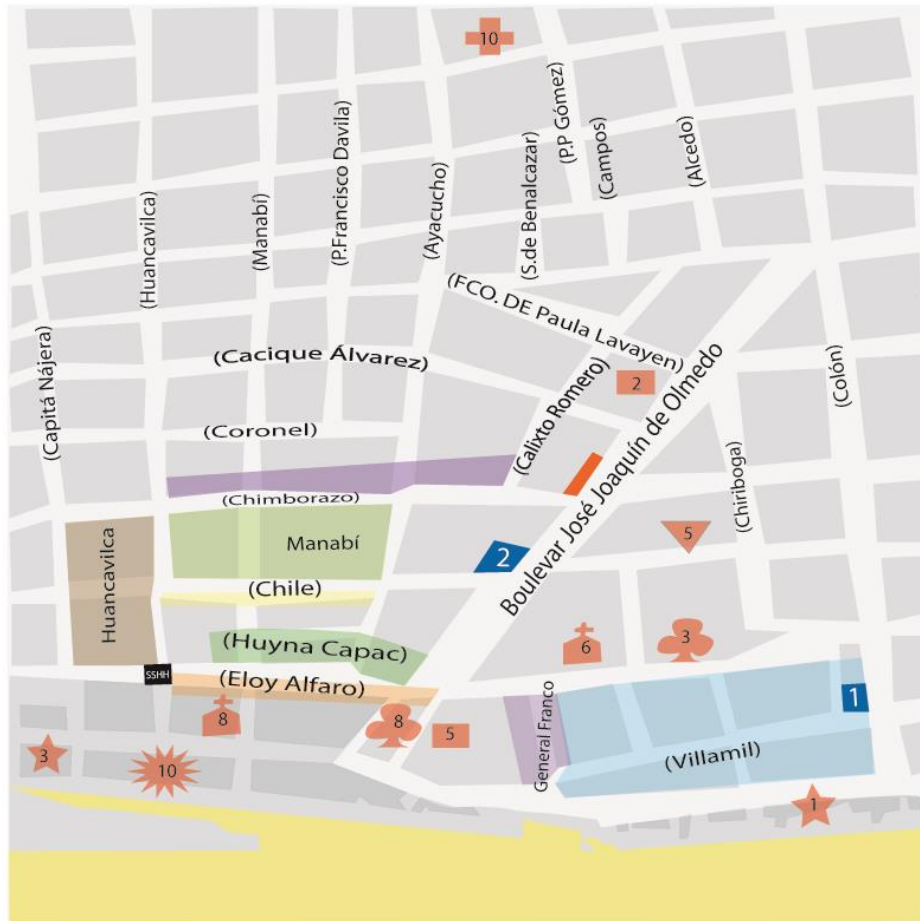 10
(P.P Gómez)
(Campos)
(Alcedo)
(S.de Benalcazar)
(Ayacucho)
(P.Francisco Davila)
(Manabí)
(Huancavilca)
(FCO. DE Paula Lavayen)
(Capitá Nájera)
(Cacique Álvarez)
2
(Colón)
(Coronel)
(Calixto Romero)
Boulevar José Joaquín de Olmedo
(Chiriboga)
(Chimborazo)
Manabí
2
5
Huancavilca
(Chile)
(Huyna Capac)
6
3
SSHH
(Eloy Alfaro)
General Franco
1
8
8
5
(Villamil)
3
10
1